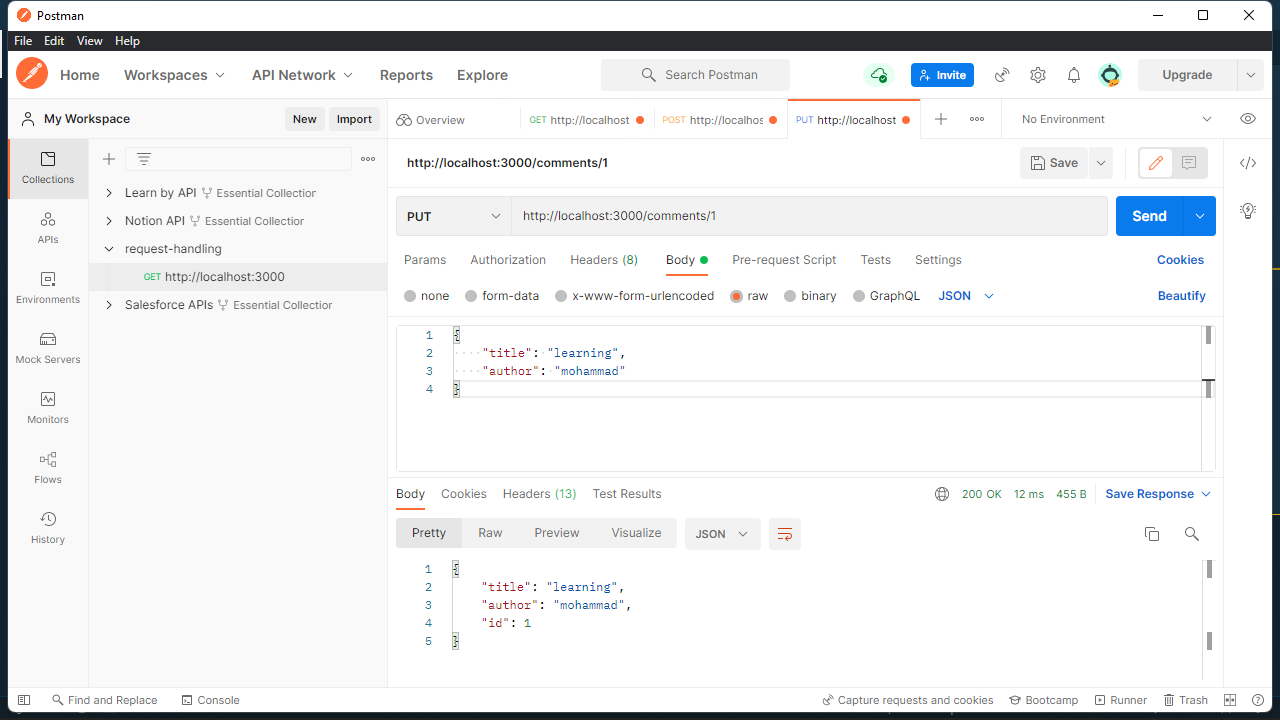 Postman
File Edit View Help
Home Workspaces API Network Reports Explore Search Postman Invite Upgrade
My Workspace New Import
Overview GET http://localhost POST http://localhos PUT http://localhost No Environment
Collections
APIs
Environments
Mock Servers
Monitors
Flows
History
Learn by API Essential Collection
Notion API Essential Collection
request-handling
GET http://localhost:3000
Salesforce APIs Essential Collectior
http://localhost:3000/comments/1 Save
PUT http://localhost:3000/comments/1 Send
Params Authorization Headers (8) Body Pre-request Script Tests Settings Cookies
none form-data x-www-form-urlencoded raw binary GraphQL JSON Beautify
1 {
2 "title": "learning",
3 "author": "mohammad"
4 }
Body Cookies Headers (13) Test Results 200 OK 12 ms 455 B Save Response
Pretty Raw Preview Visualize JSON
1 {
2 "title": "learning",
3 "author": "mohammad",
4 "id": 1
5 }
Find and Replace Console Capture requests and cookies Bootcamp Runner Trash